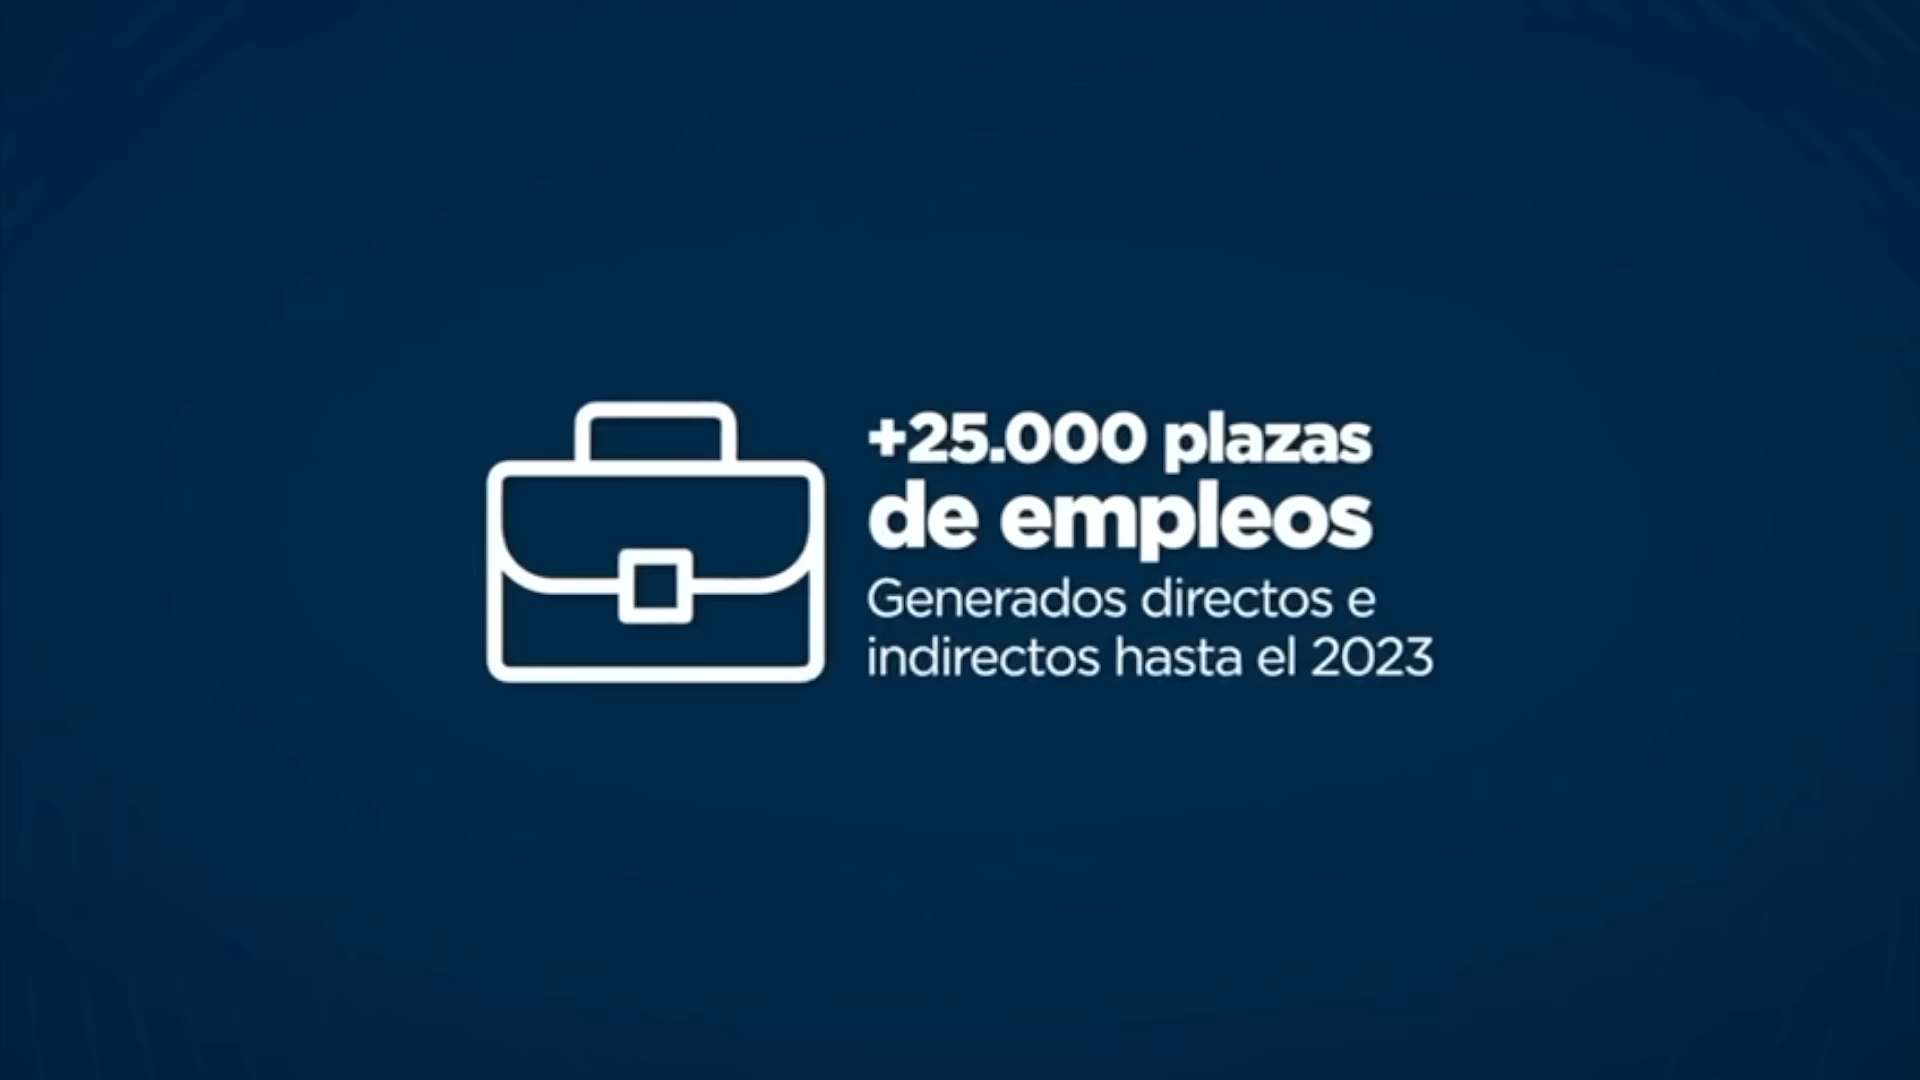 +25.000 plazas
de empleos
Generados directos e
indirectos hasta el 2023